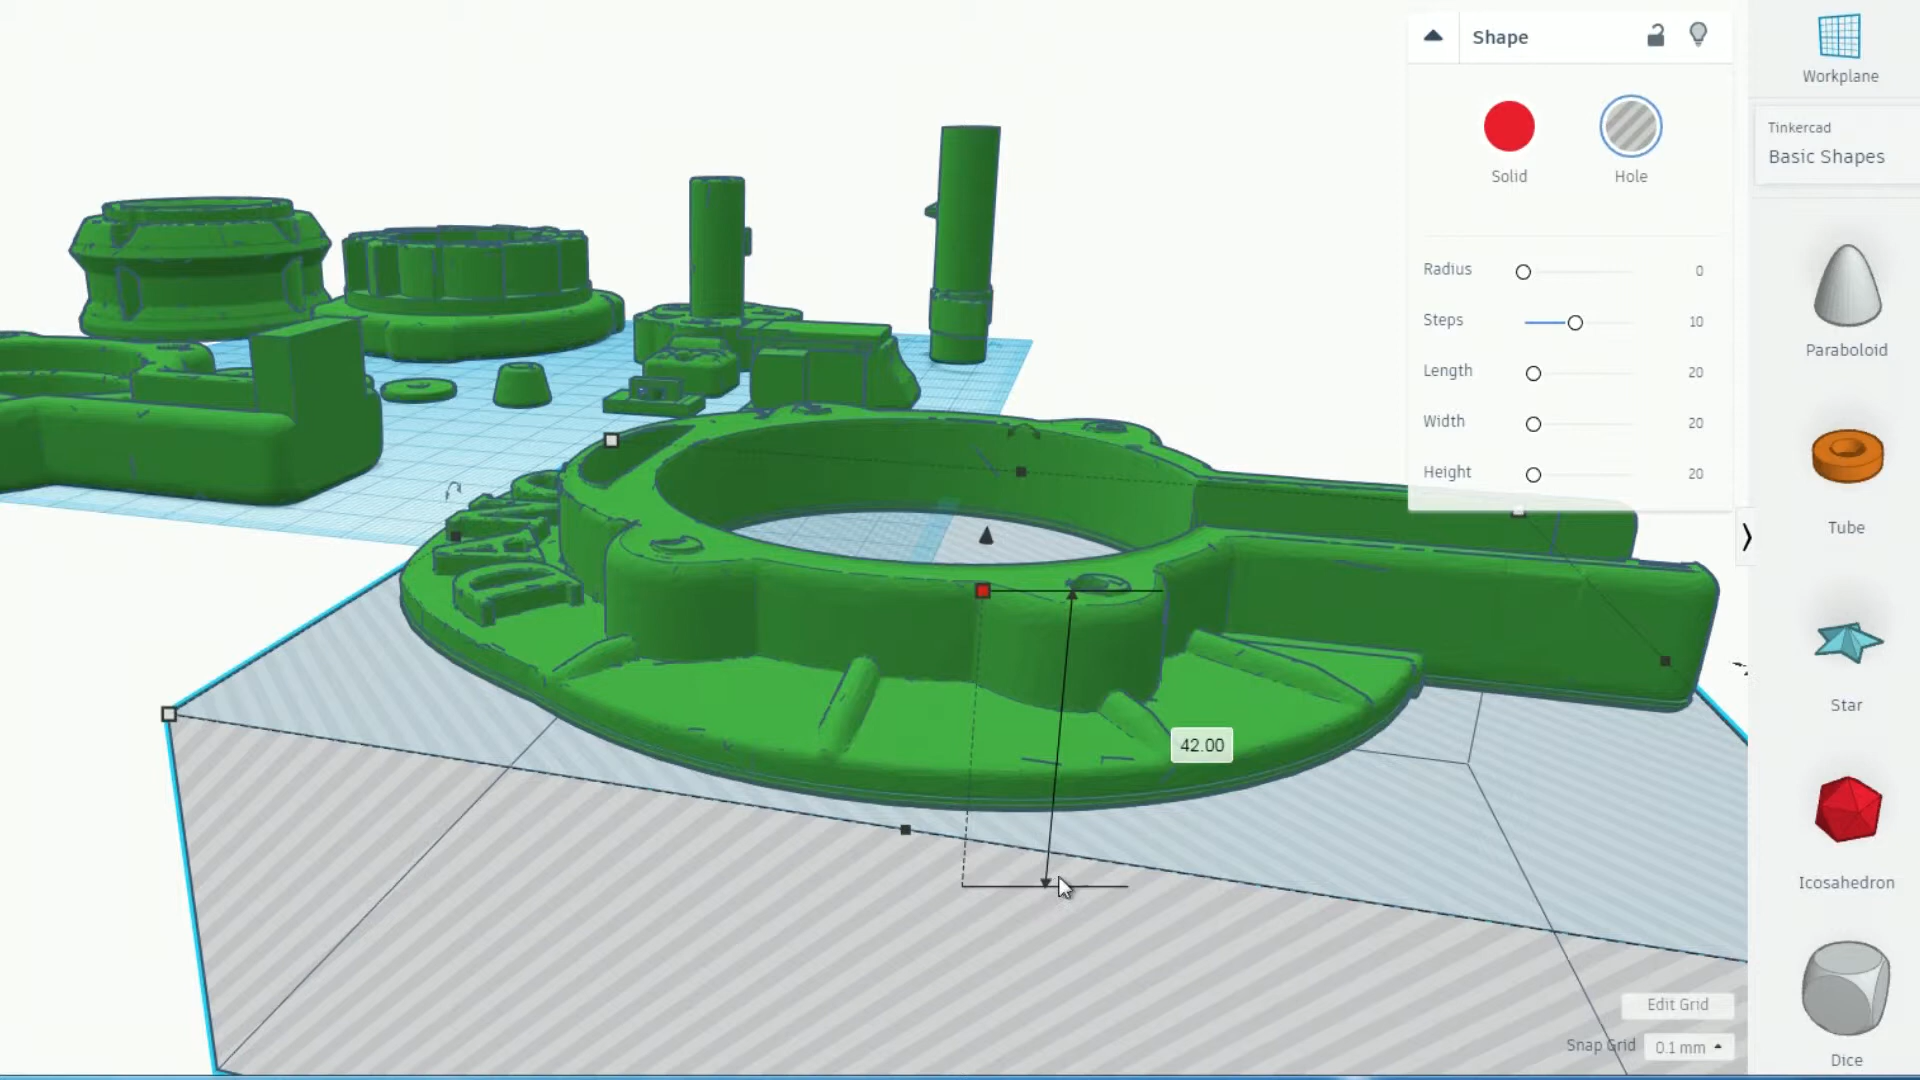 Shape
Solid
Hole
Radius 0
Steps 10
Length 20
Width 20
Height 20
Workplane
Tinkercad
Basic Shapes
Paraboloid
Tube
Star
Icosahedron
Dice
42.00
Edit Grid
Snap Grid 0.1 mm